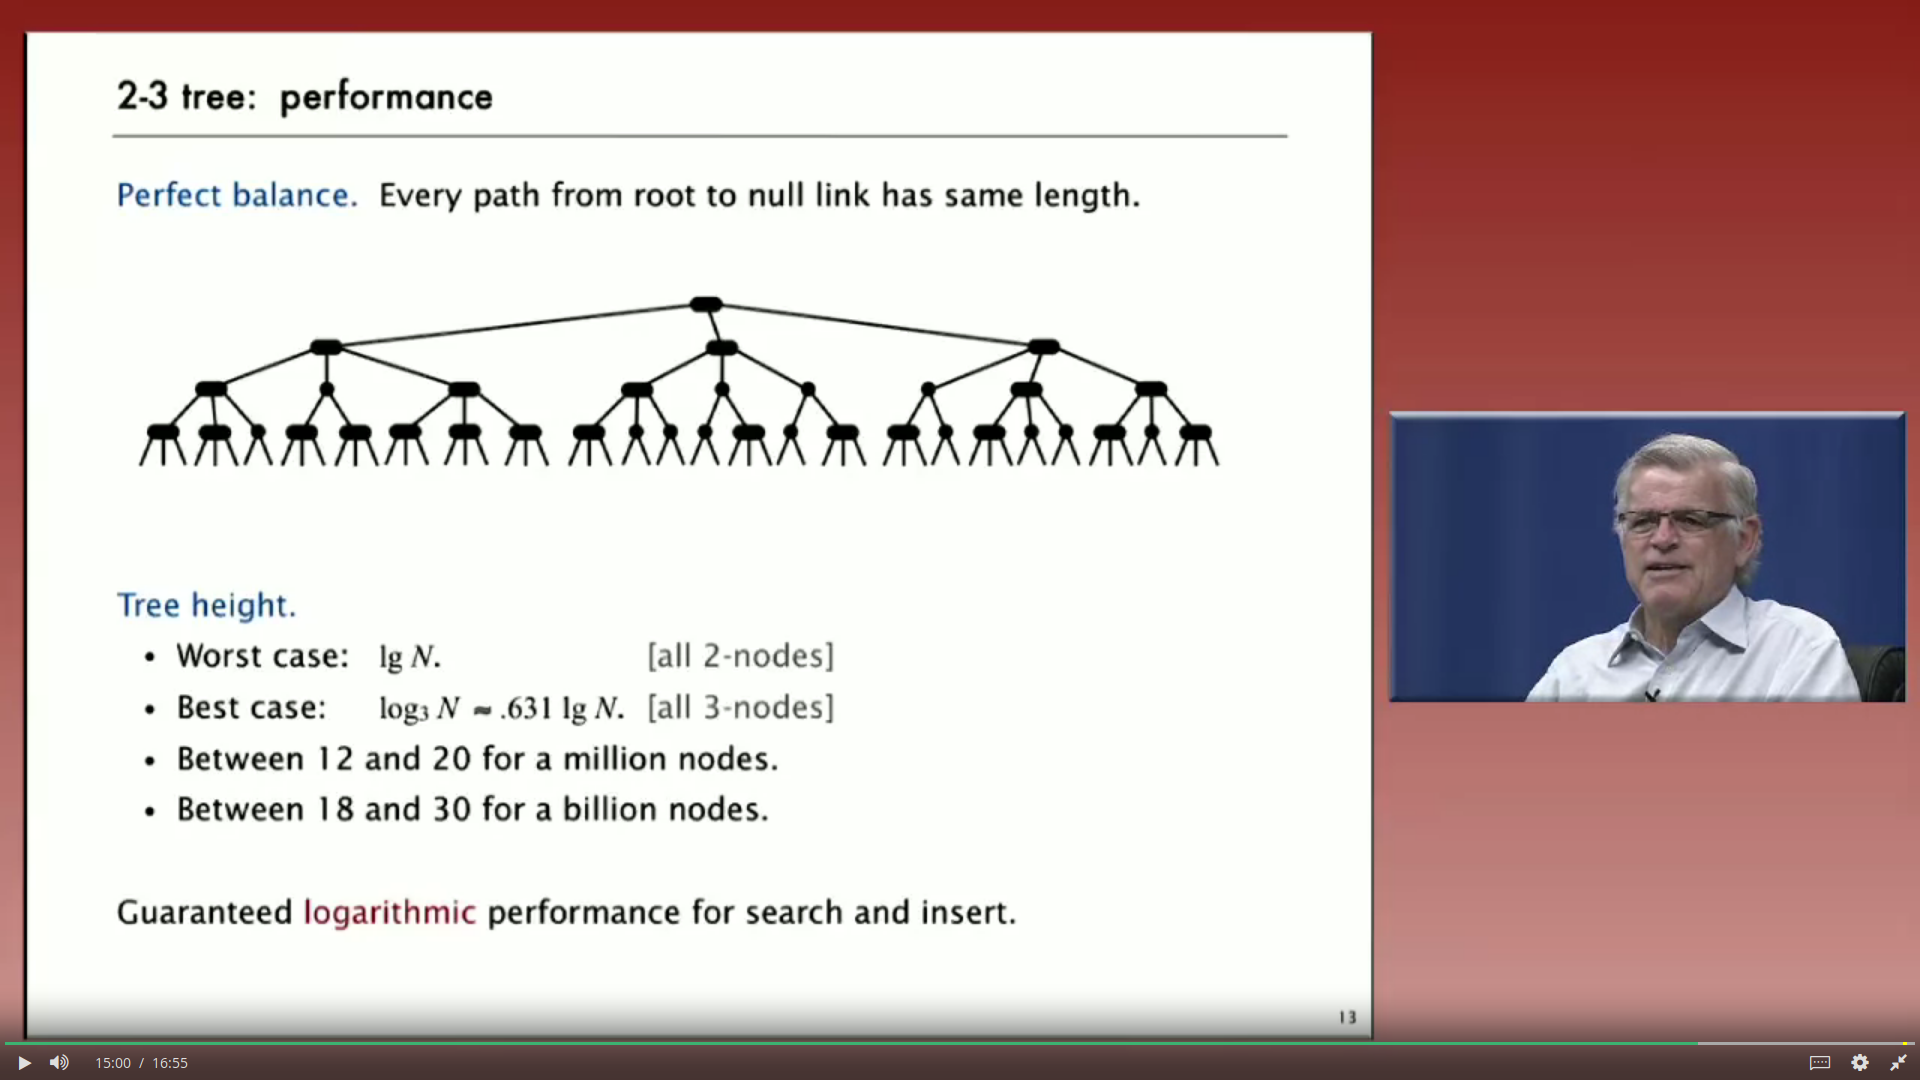 2-3 tree: performance
Perfect balance. Every path from root to null link has same length.
Tree height.
• Worst case: lg N. [all 2-nodes]
• Best case: log₃ N ≈ .631 lg N. [all 3-nodes]
• Between 12 and 20 for a million nodes.
• Between 18 and 30 for a billion nodes.
Guaranteed logarithmic performance for search and insert.
13
15:00 / 16:55